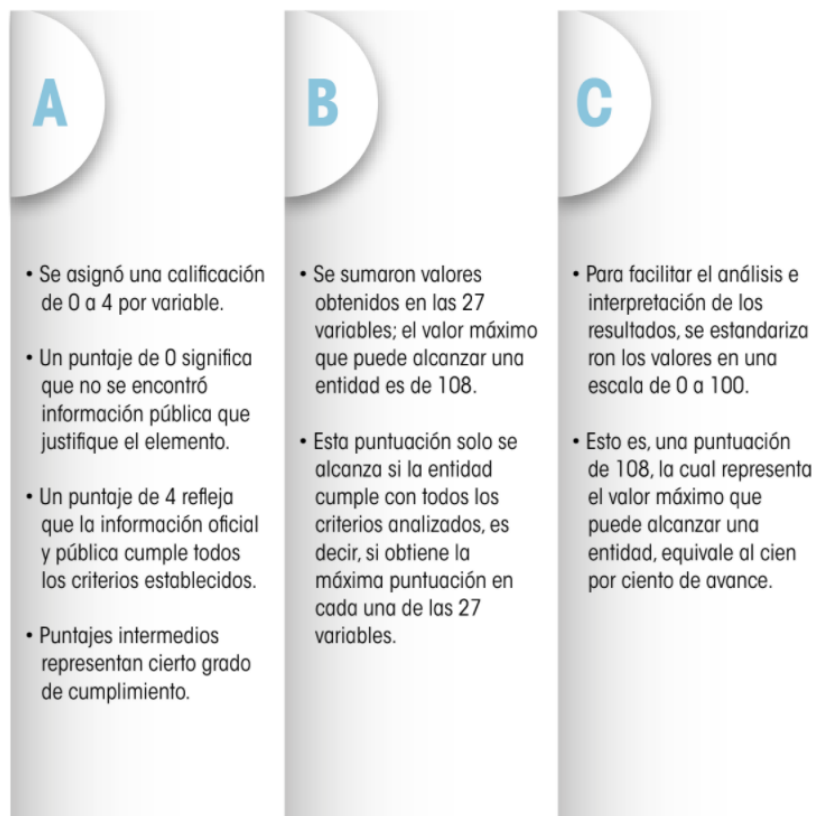 A
• Se asignó una calificación
de 0 a 4 por variable.
• Un puntaje de 0 significa
que no se encontró
información pública que
justifique el elemento.
• Un puntaje de 4 refleja
que la información oficial
y pública cumple todos
los criterios establecidos.
• Puntajes intermedios
representan cierto grado
de cumplimiento.
B
• Se sumaron valores
obtenidos en las 27
variables; el valor máximo
que puede alcanzar una
entidad es de 108.
• Esta puntuación solo se
alcanza si la entidad
cumple con todos los
criterios analizados, es
decir, si obtiene la
máxima puntuación en
cada una de las 27
variables.
C
• Para facilitar el análisis e
interpretación de los
resultados, se estandariza
ron los valores en una
escala de 0 a 100.
• Esto es, una puntuación
de 108, la cual representa
el valor máximo que
puede alcanzar una
entidad, equivale al cien
por ciento de avance.